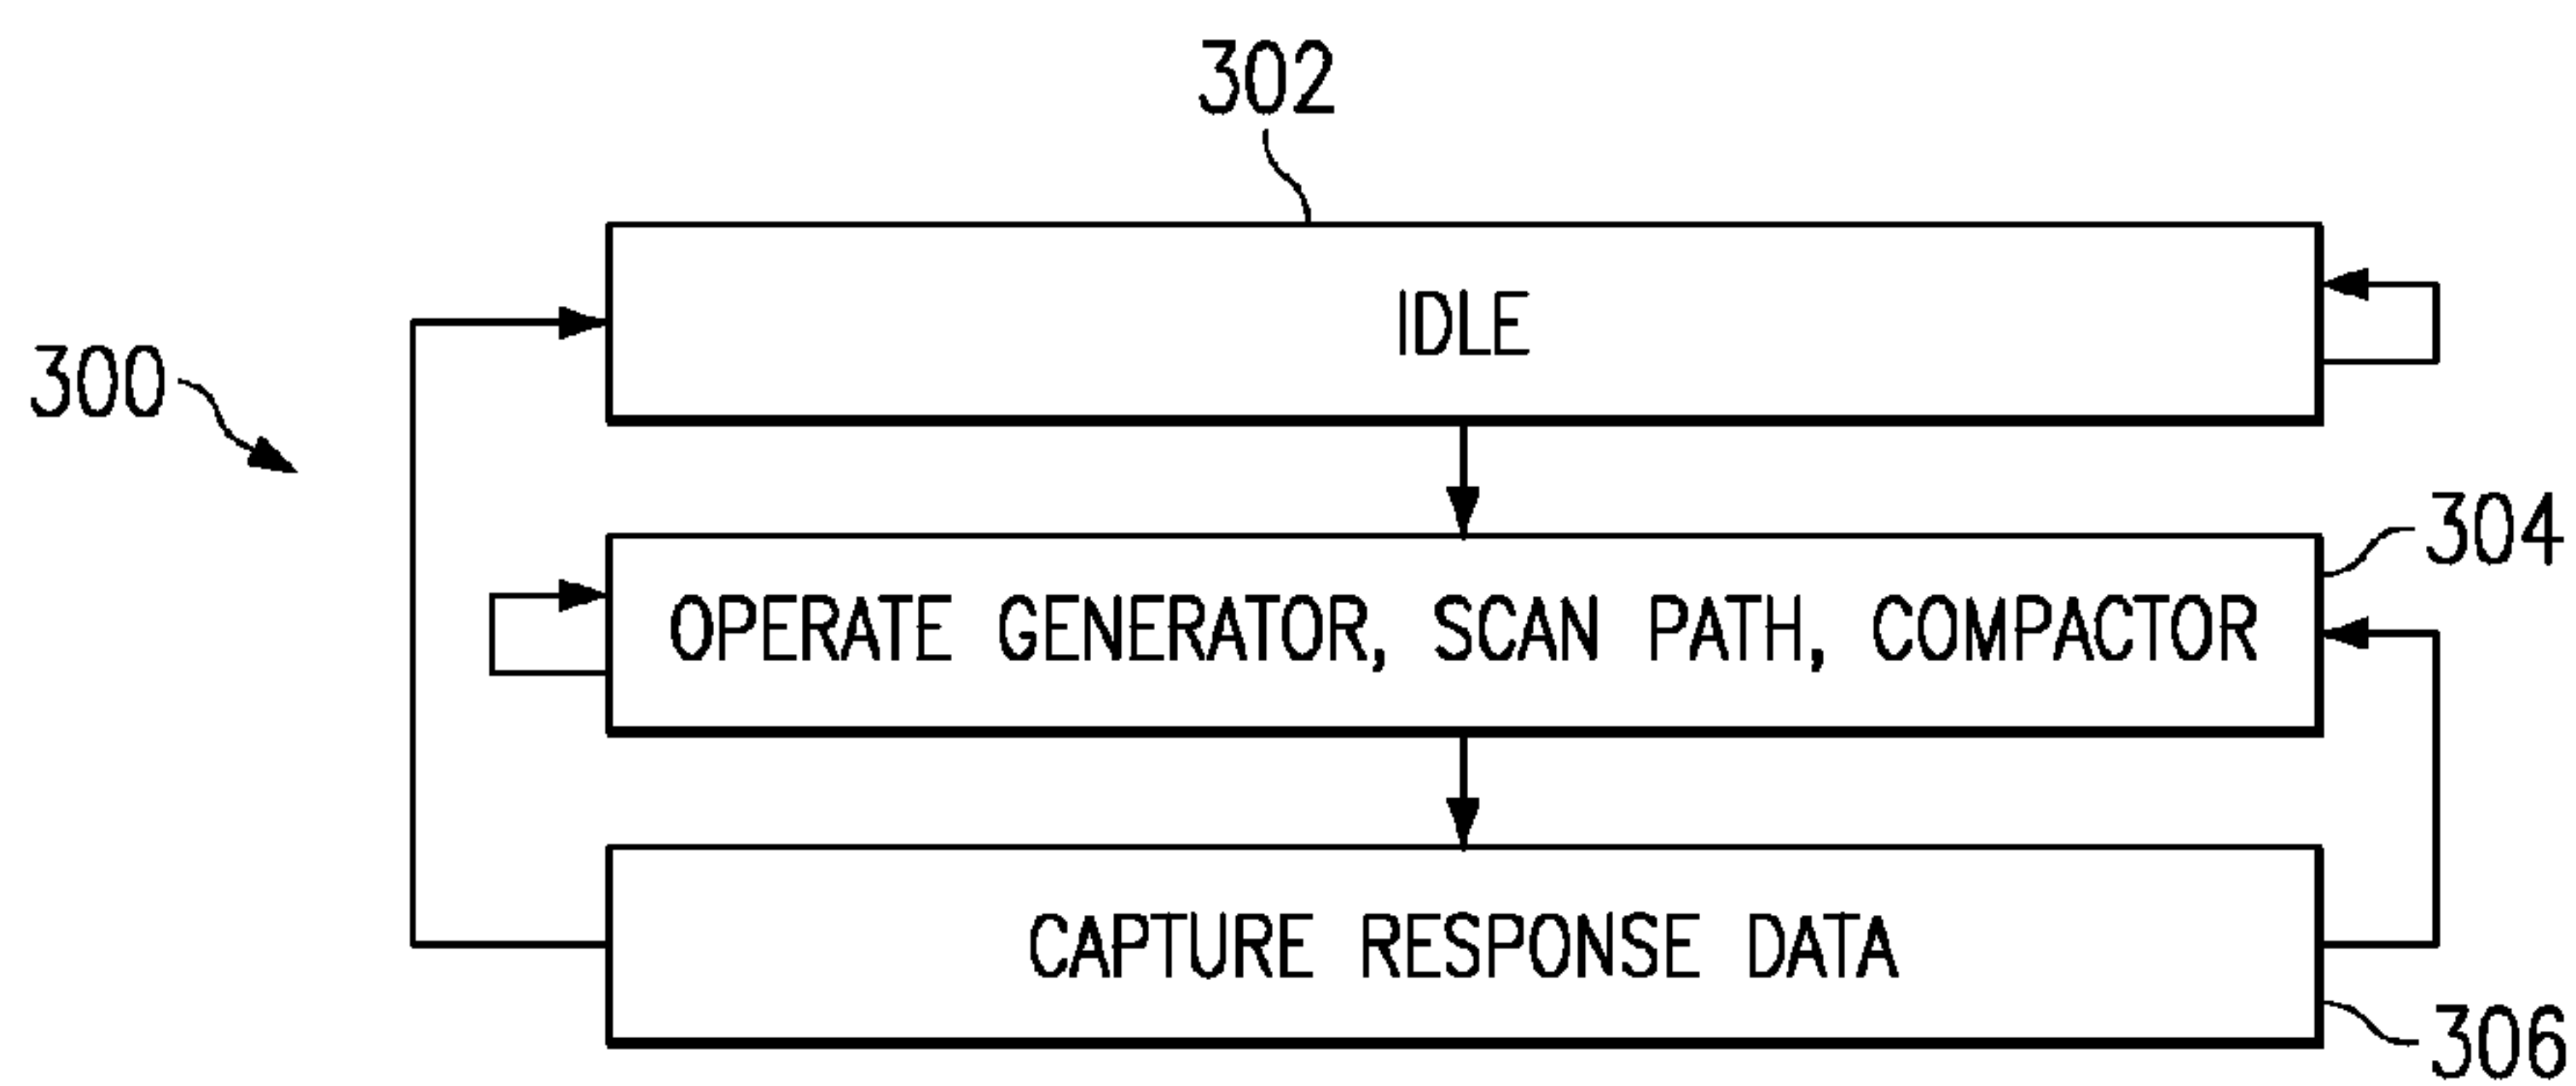 302
IDLE
300
304
OPERATE GENERATOR, SCAN PATH, COMPACTOR
CAPTURE RESPONSE DATA
306